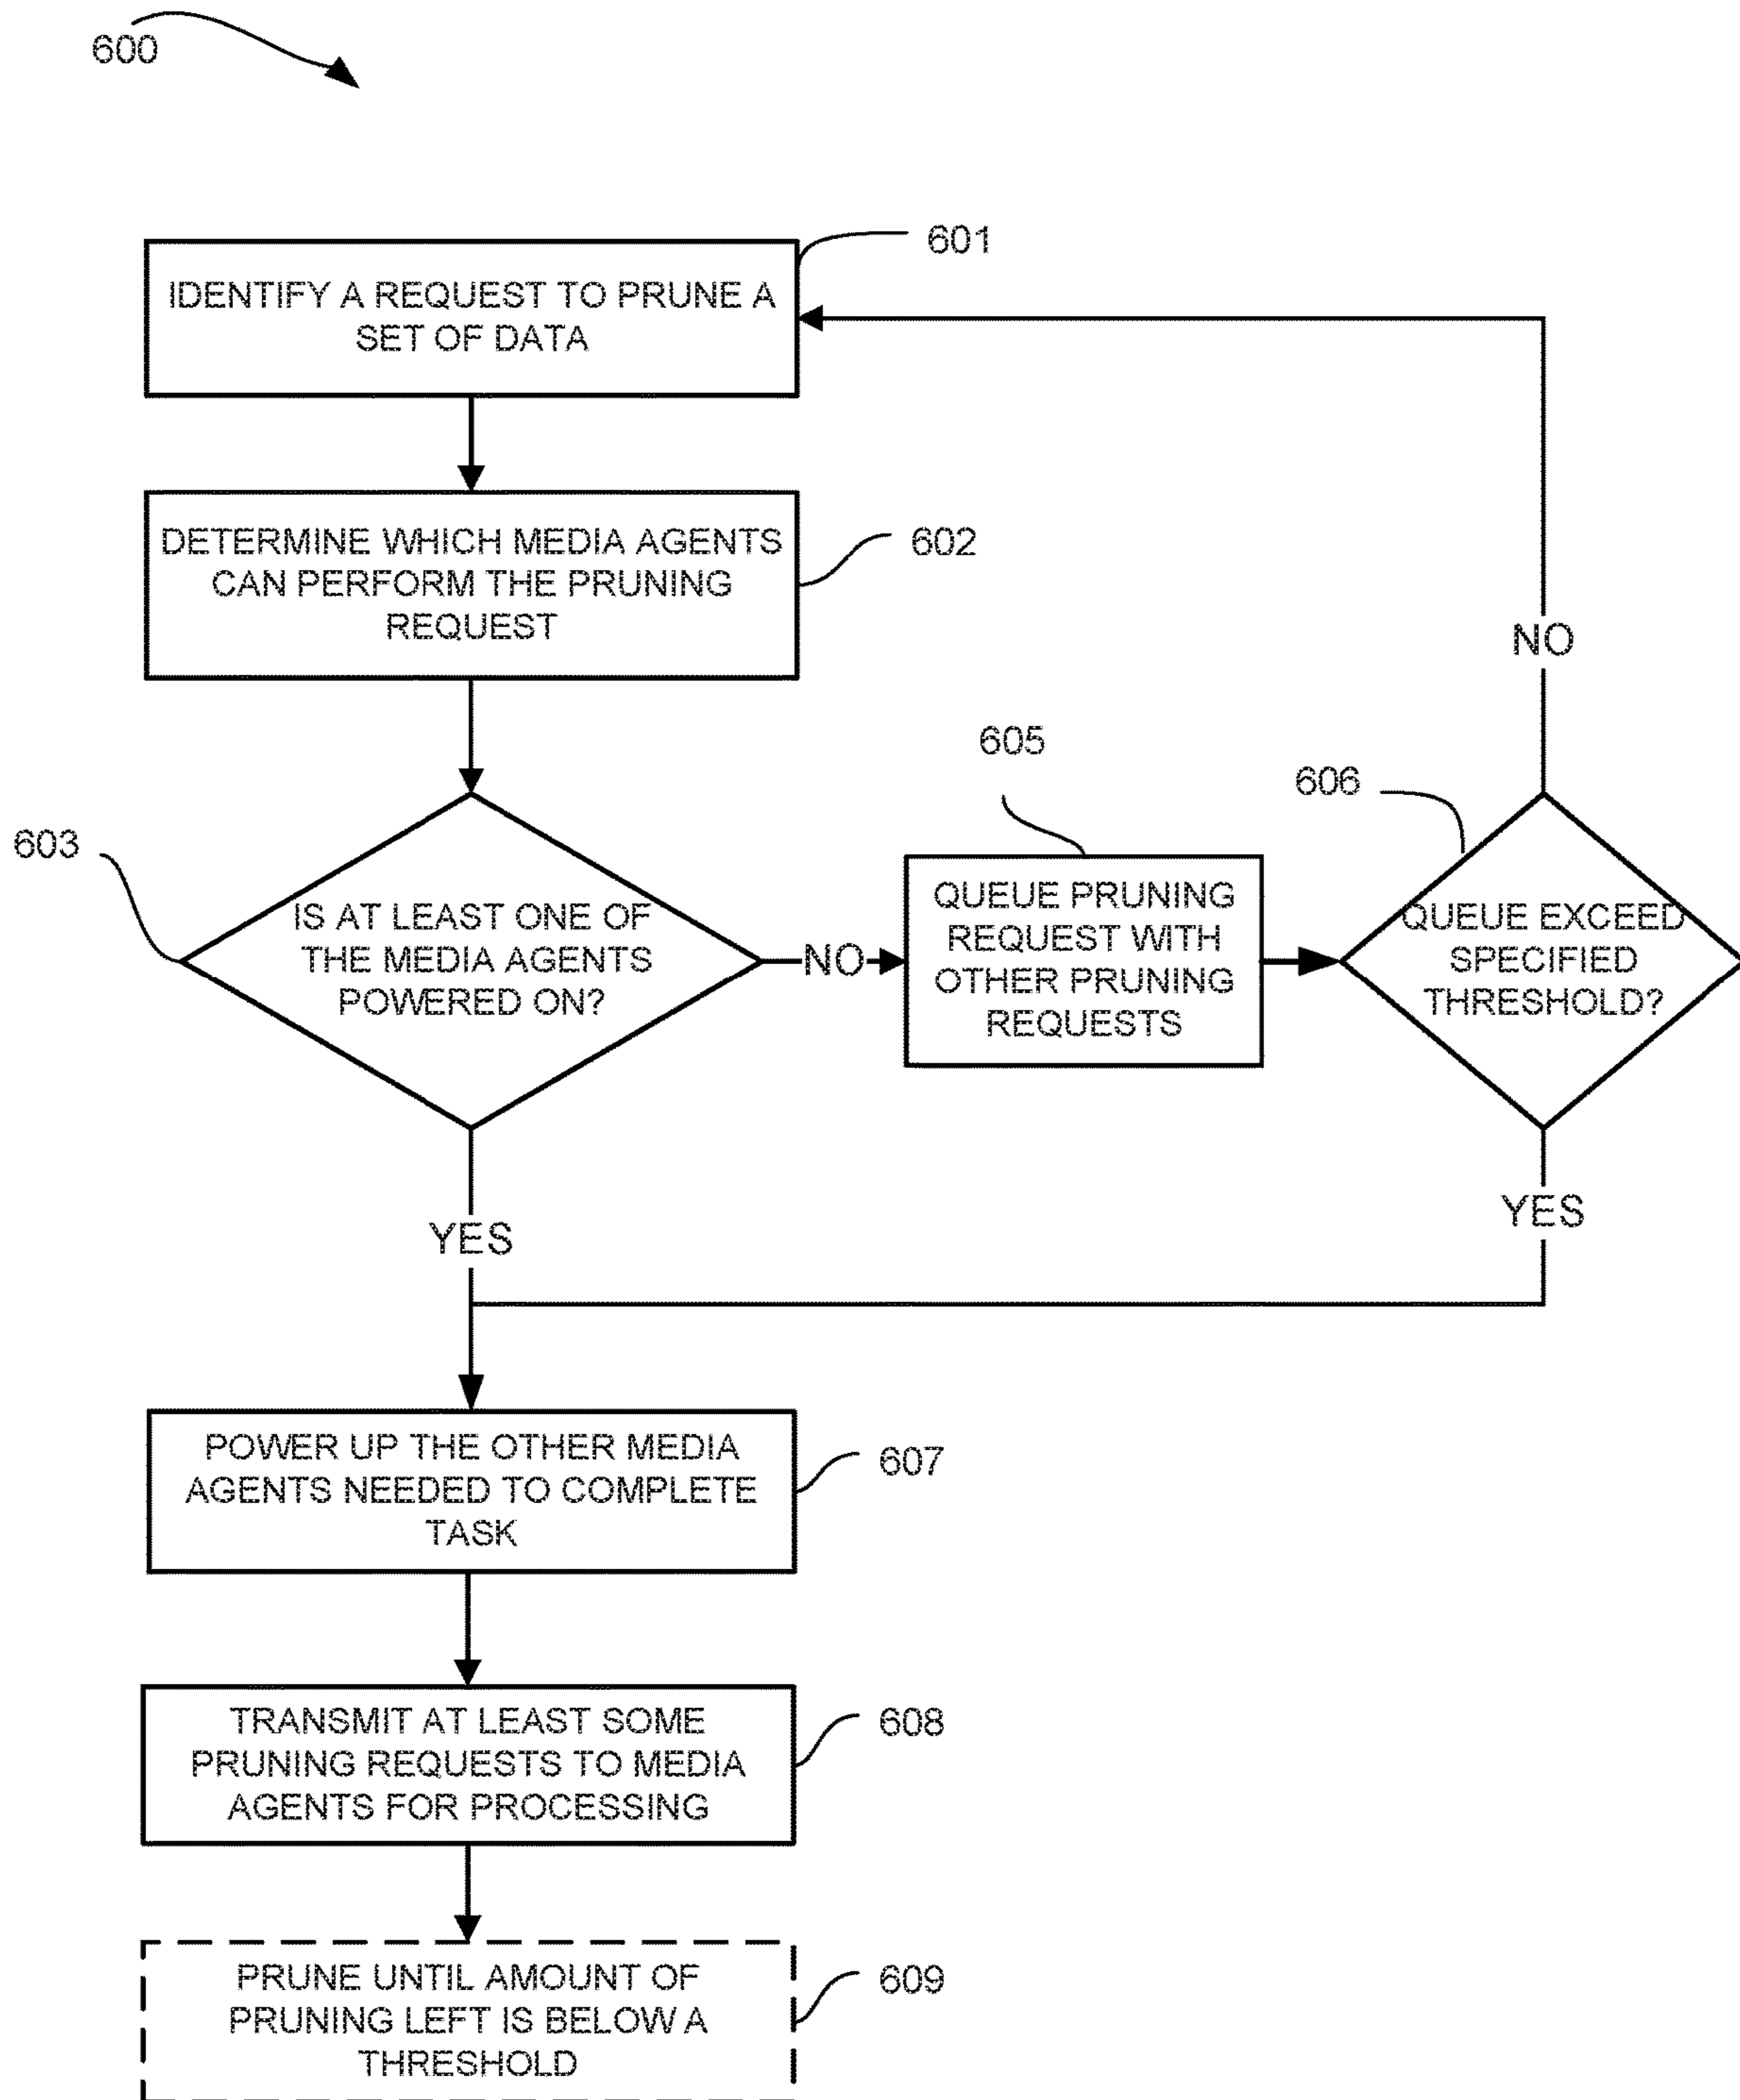 600
601
IDENTIFY A REQUEST TO PRUNE A
SET OF DATA
DETERMINE WHICH MEDIA AGENTS
CAN PERFORM THE PRUNING
REQUEST
602
NO
603
IS AT LEAST ONE OF
THE MEDIA AGENTS
POWERED ON?
NO
605
QUEUE PRUNING
REQUEST WITH
OTHER PRUNING
REQUESTS
606
QUEUE EXCEED
SPECIFIED
THRESHOLD?
YES
YES
POWER UP THE OTHER MEDIA
AGENTS NEEDED TO COMPLETE
TASK
607
TRANSMIT AT LEAST SOME
PRUNING REQUESTS TO MEDIA
AGENTS FOR PROCESSING
608
PRUNE UNTIL AMOUNT OF
PRUNING LEFT IS BELOW A
THRESHOLD
609